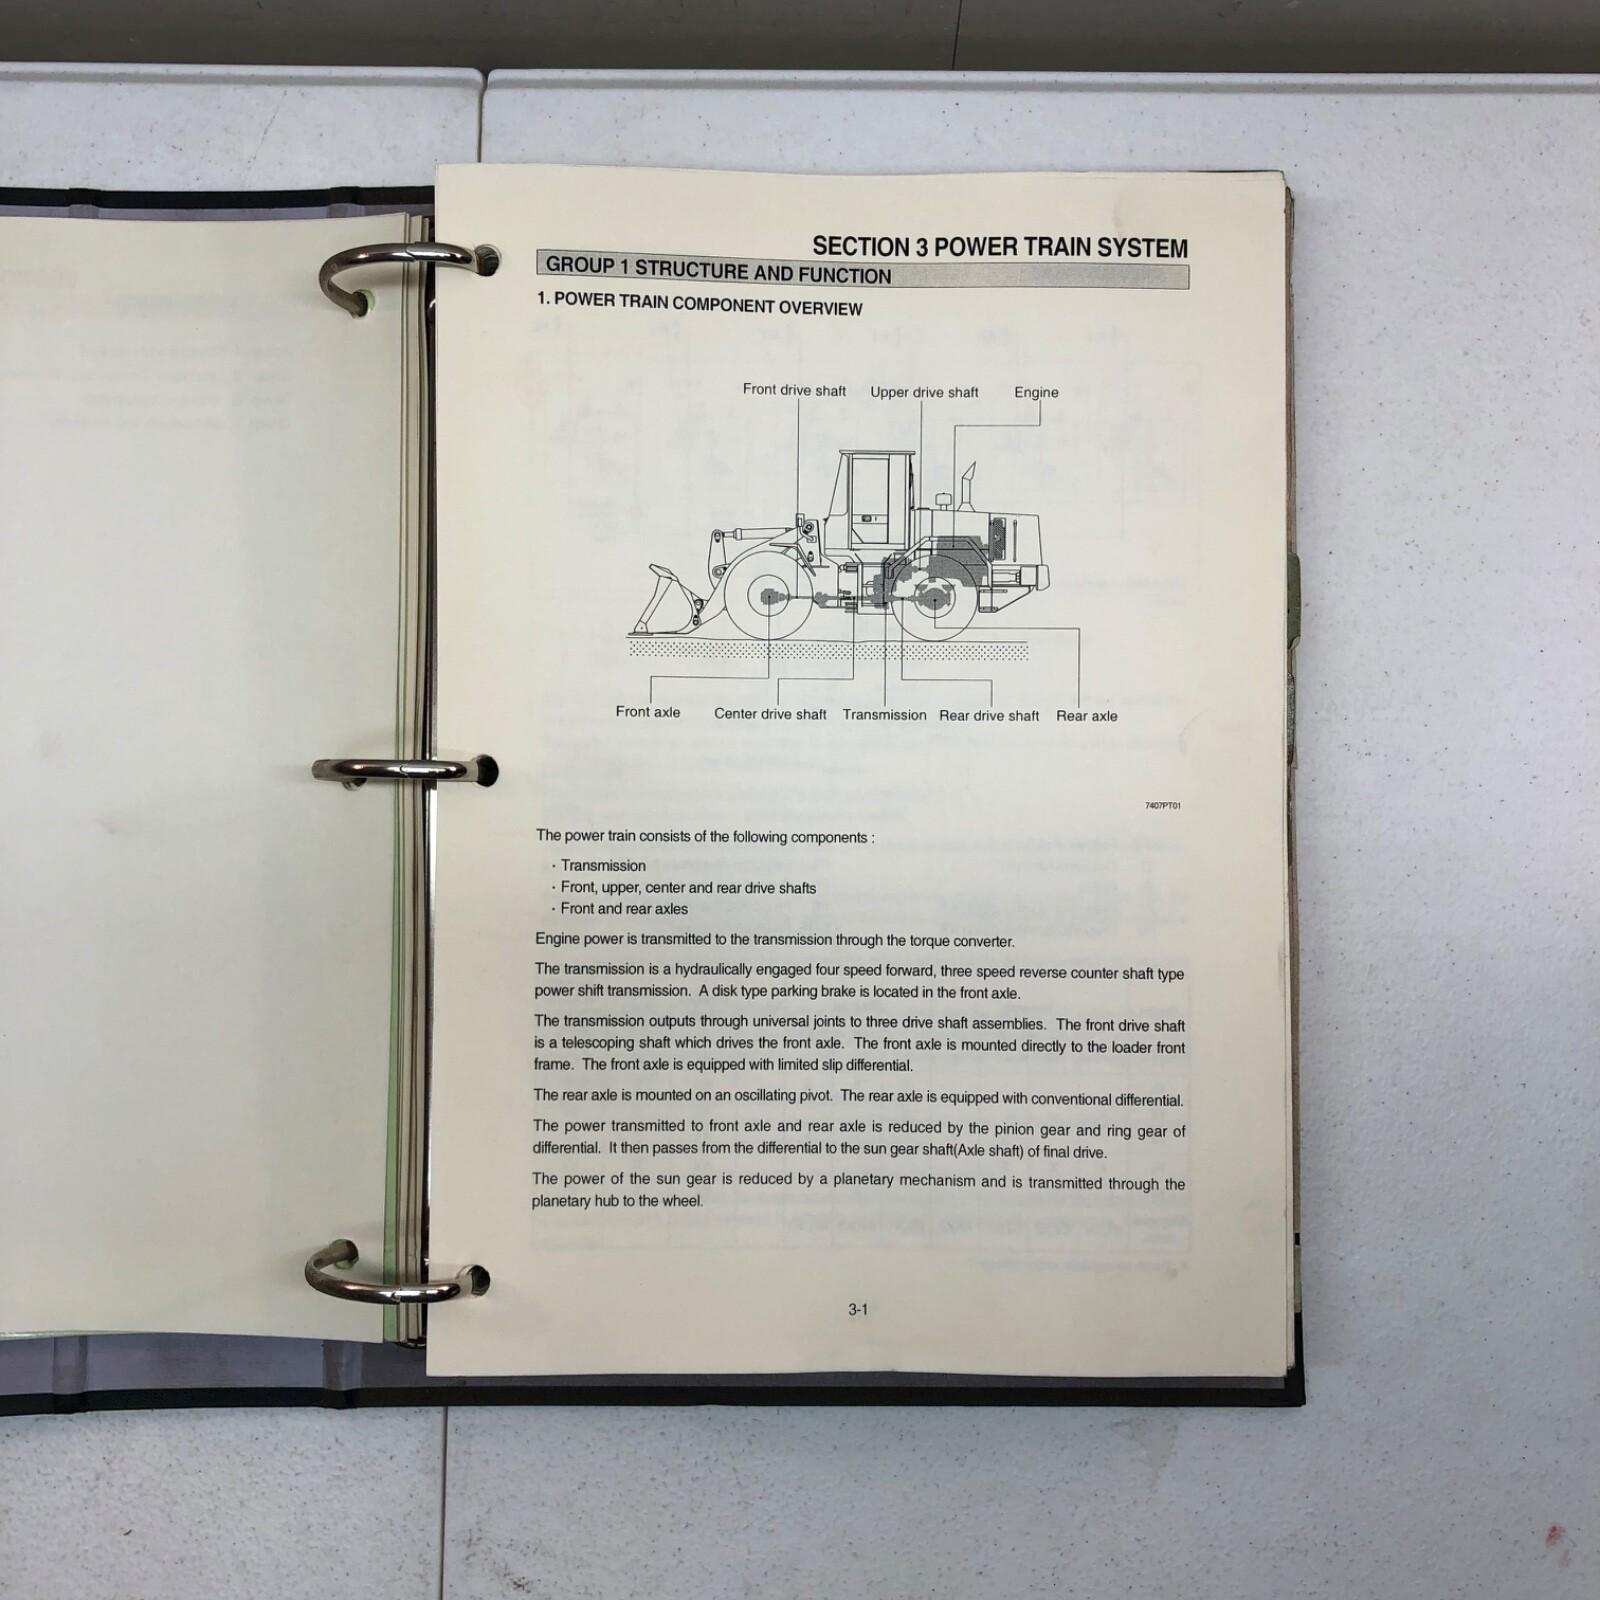 SECTION 3 POWER TRAIN SYSTEM
GROUP 1 STRUCTURE AND FUNCTION
1. POWER TRAIN COMPONENT OVERVIEW
Front drive shaft Upper drive shaft Engine
Front axle Center drive shaft Transmission Rear drive shaft Rear axle
7407PT01
The power train consists of the following components :
· Transmission
· Front, upper, center and rear drive shafts
· Front and rear axles
Engine power is transmitted to the transmission through the torque converter.
The transmission is a hydraulically engaged four speed forward, three speed reverse counter shaft type
power shift transmission. A disk type parking brake is located in the front axle.
The transmission outputs through universal joints to three drive shaft assemblies. The front drive shaft
is a telescoping shaft which drives the front axle. The front axle is mounted directly to the loader front
frame. The front axle is equipped with limited slip differential.
The rear axle is mounted on an oscillating pivot. The rear axle is equipped with conventional differential.
The power transmitted to front axle and rear axle is reduced by the pinion gear and ring gear of
differential. It then passes from the differential to the sun gear shaft(Axle shaft) of final drive.
The power of the sun gear is reduced by a planetary mechanism and is transmitted through the
planetary hub to the wheel.
3-1